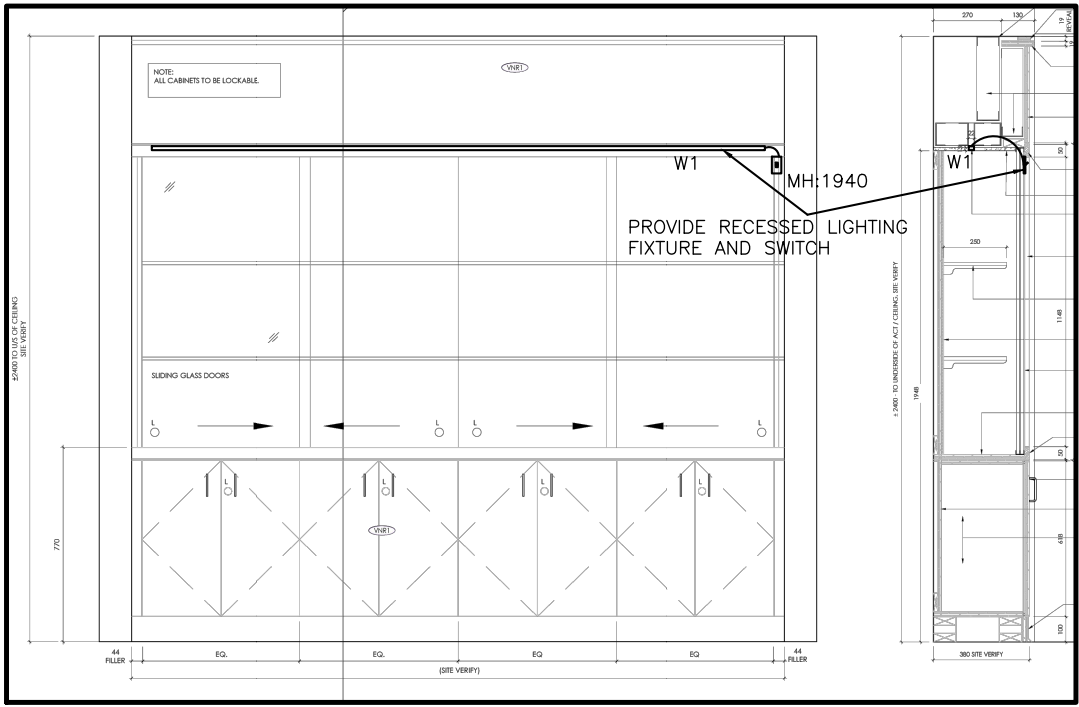 NOTE:
ALL CABINETS TO BE LOCKABLE.
VNR1
W1
MH:1940
PROVIDE RECESSED LIGHTING
FIXTURE AND SWITCH
±2400 TO U/S OF CEILING
SITE VERIFY
SLIDING GLASS DOORS
L
L
L
L
L
L
L
L
VNR1
770
44
FILLER
EQ.
EQ.
EQ
EQ
44
FILLER
(SITE VERIFY)
270
130
19
REVEAL
19
W1
50
250
± 2400 - TO UNDERSIDE OF ACT / CEILING. SITE VERIFY
1948
1148
50
618
100
380 SITE VERIFY